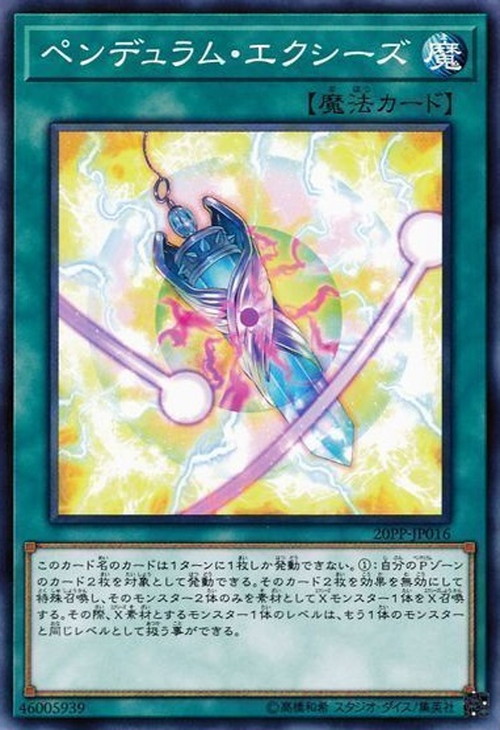 ペンデュラム・エクシーズ 魔
【魔法カード】
20PP-JP016
このカード名のカードは1ターンに1枚しか発動できない。①:自分のPゾーン
のカード2枚を対象として発動できる。そのカード2枚を効果を無効にして
特殊召喚し、そのモンスター2体のみを素材としてXモンスター1体をX召喚
する。その際、X素材とするモンスター1体のレベルは、もう1体のモンスター
と同じレベルとして扱う事ができる。
46005939 ©高橋和希 スタジオ・ダイス/集英社